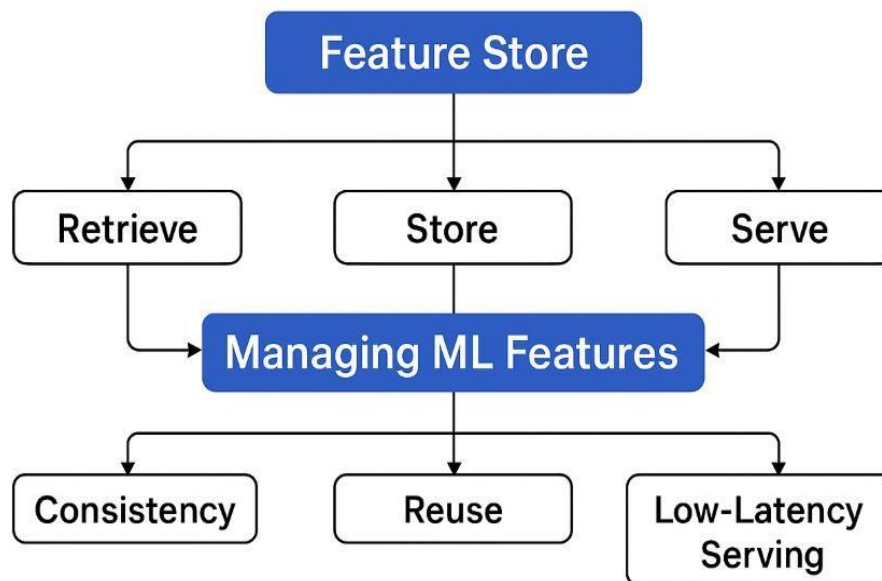 Feature Store
Retrieve
Store
Serve
Managing ML Features
Consistency
Reuse
Low-Latency
Serving